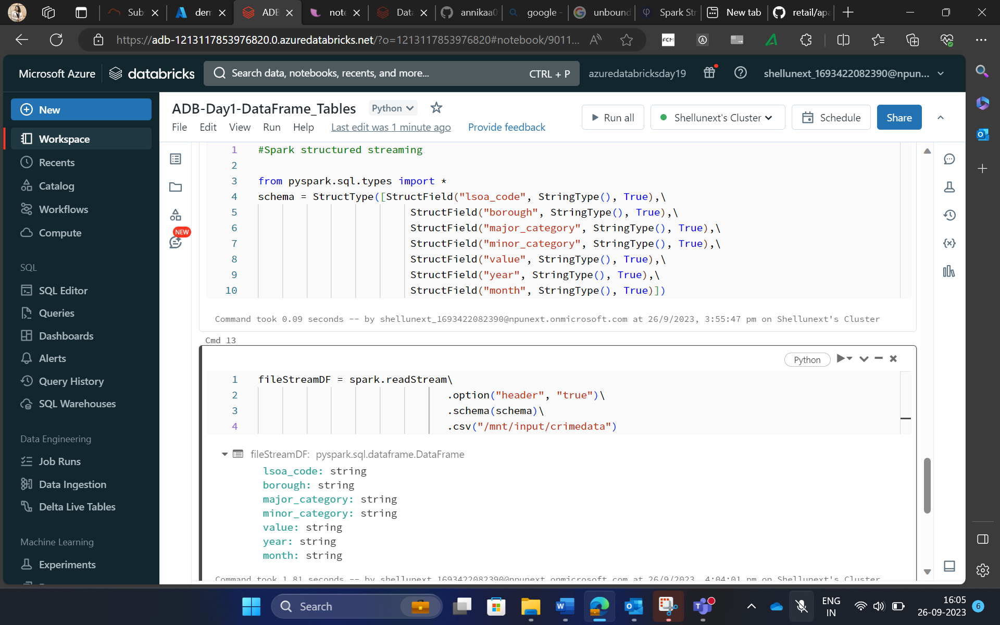 Sub
den
ADB
note
Data
annikaa0
google -
unbound
Spark Str
New tab
retail/apa
https://adb-1213117853976820.0.azuredatabricks.net/?o=1213117853976820#notebook/9011...
FCM
Microsoft Azure
databricks
Search data, notebooks, recents, and more...
CTRL + P
azuredatabricksday19
shellunext_1693422082390@npun...
New
Workspace
Recents
Catalog
Workflows
Compute
SQL
SQL Editor
Queries
Dashboards
Alerts
Query History
SQL Warehouses
Data Engineering
Job Runs
Data Ingestion
Delta Live Tables
Machine Learning
Experiments
ADB-Day1-DataFrame_Tables
Python
File Edit View Run Help Last edit was 1 minute ago Provide feedback
Run all
Shellunext's Cluster
Schedule
Share
NEW
1 #Spark structured streaming
2
3 from pyspark.sql.types import *
4 schema = StructType([StructField("lsoa_code", StringType(), True),\
5 StructField("borough", StringType(), True),\
6 StructField("major_category", StringType(), True),\
7 StructField("minor_category", StringType(), True),\
8 StructField("value", StringType(), True),\
9 StructField("year", StringType(), True),\
10 StructField("month", StringType(), True)])
Command took 0.09 seconds -- by shellunext_1693422082390@npunext.onmicrosoft.com at 26/9/2023, 3:55:47 pm on Shellunext's Cluster
Cmd 13
Python
1 fileStreamDF = spark.readStream\
2 .option("header", "true")\
3 .schema(schema)\
4 .csv("/mnt/input/crimedata")
fileStreamDF: pyspark.sql.dataframe.DataFrame
lsoa_code: string
borough: string
major_category: string
minor_category: string
value: string
year: string
month: string
Command took 1.81 seconds -- by shellunext_1693422082390@npunext.onmicrosoft.com at 26/9/2023, 4:04:01 pm on Shellunext's Cluster
Search
ENG
IN
16:05
26-09-2023
6